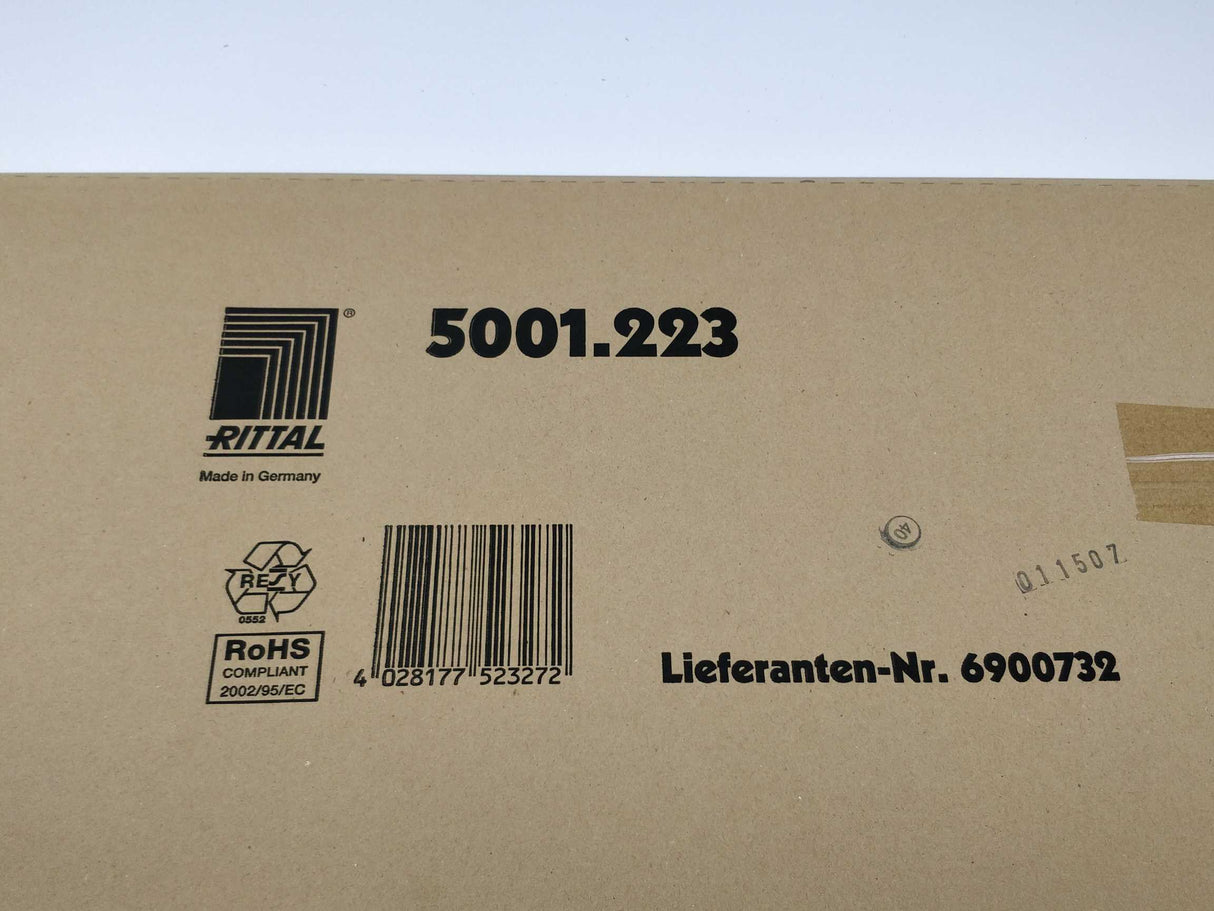 ®
5001.223
RITTAL
Made in Germany
RESY
0552
RoHS
COMPLIANT
2002/95/EC
4 028177 523272
40
011507
Lieferanten-Nr. 6900732